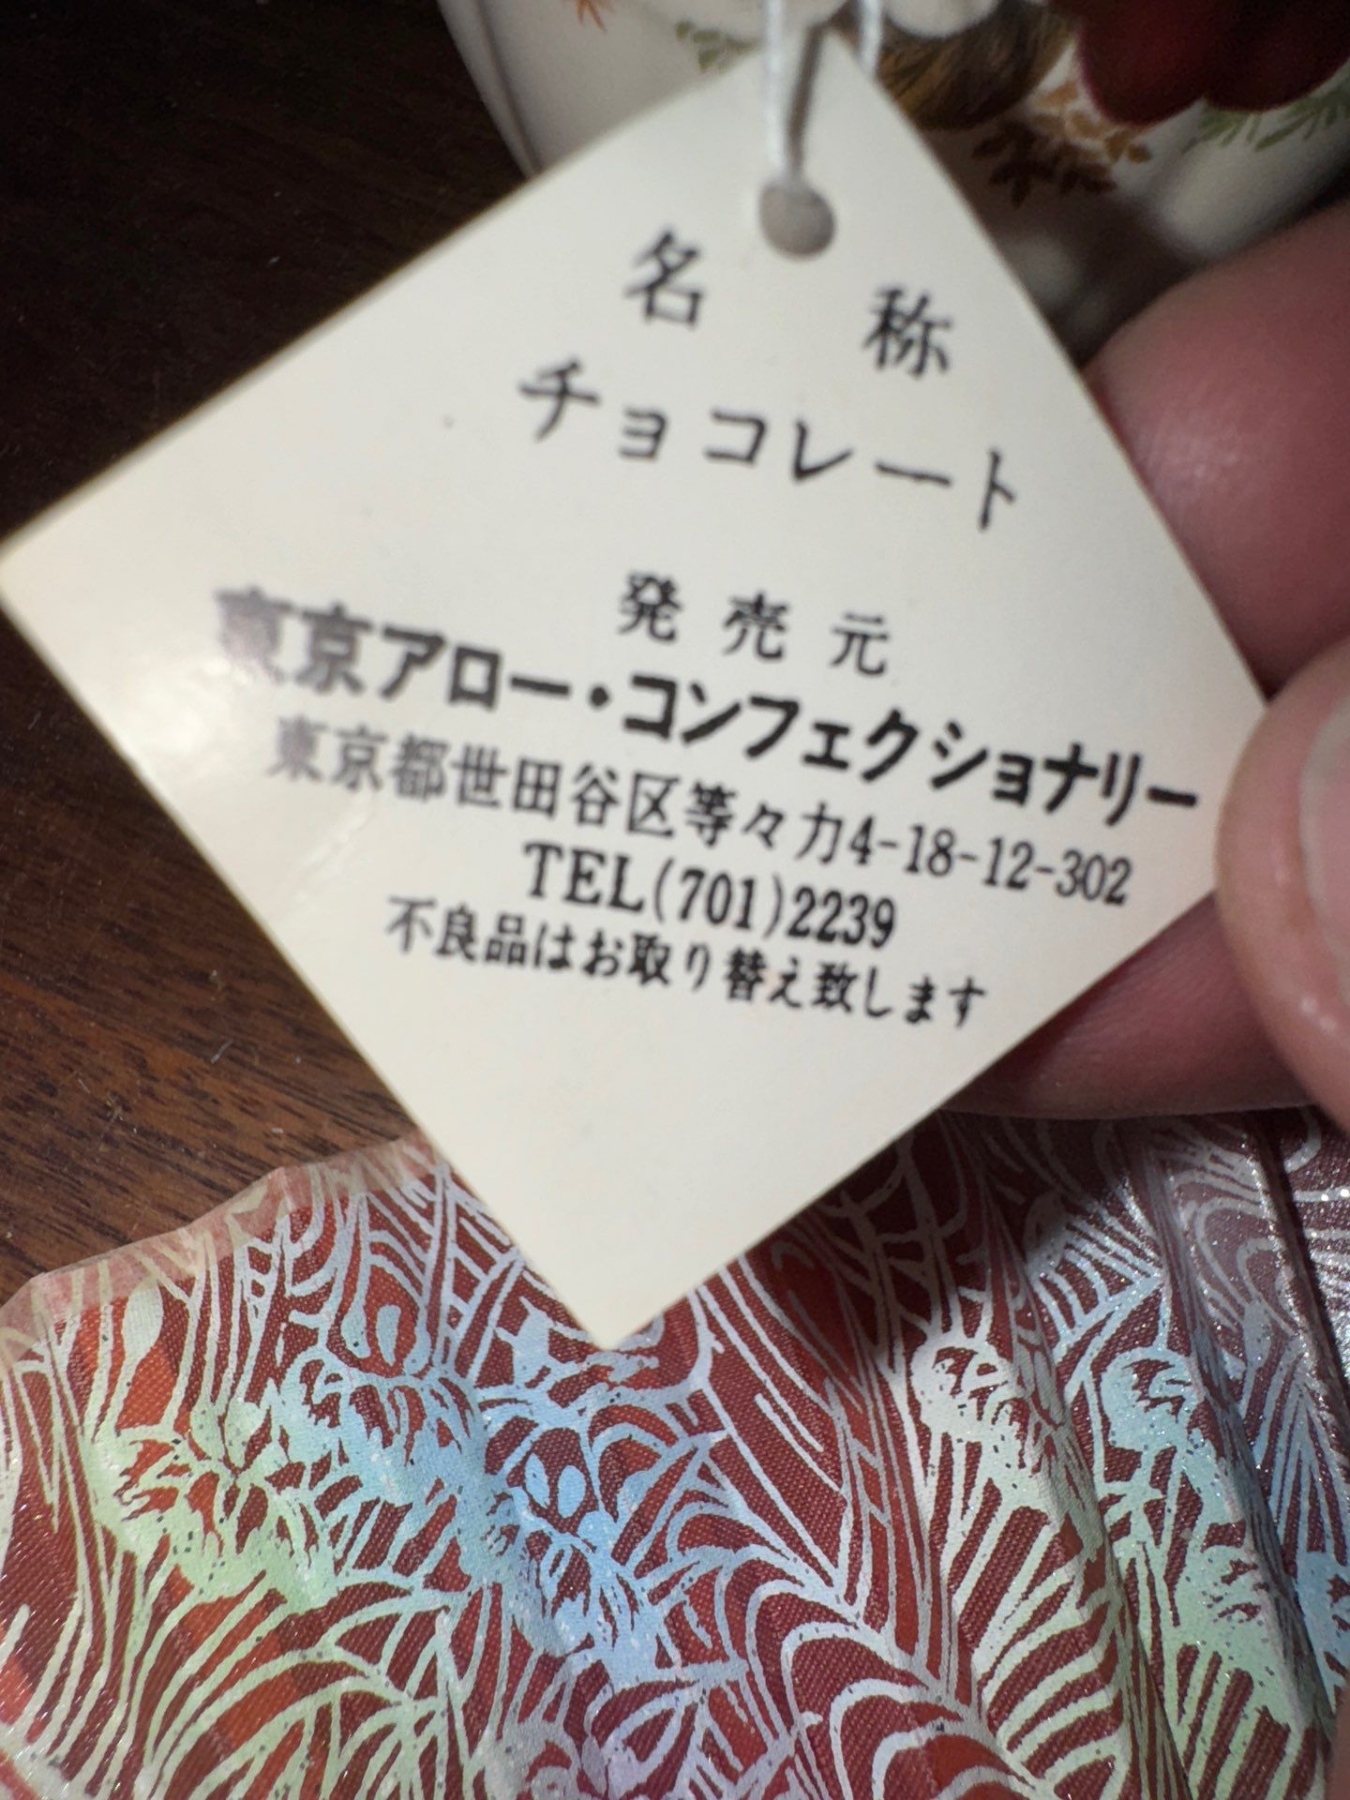 名 称
チョコレート
発売元
東京アロー・コンフェクショナリー
東京都世田谷区等々力4-18-12-302
TEL(701)2239
不良品はお取り替え致します